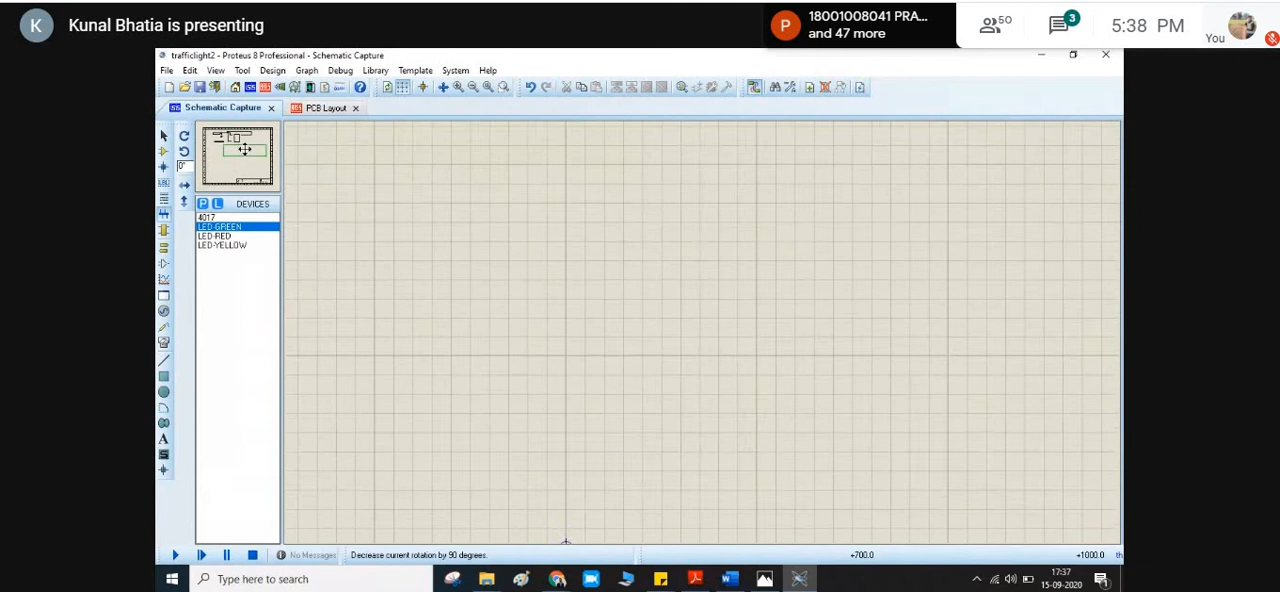 K
Kunal Bhatia is presenting
P
18001008041 PRA...
and 47 more
50
3
5:38 PM
You
trafficlight2 - Proteus 8 Professional - Schematic Capture
File Edit View Tool Design Graph Debug Library Template System Help
Schematic Capture
PCB Layout
0°
P L DEVICES
4017
LED-GREEN
LED-RED
LED-YELLOW
A
S
No Messages
Decrease current rotation by 90 degrees.
+700.0
+1000.0
th
Type here to search
17:37
15-09-2020